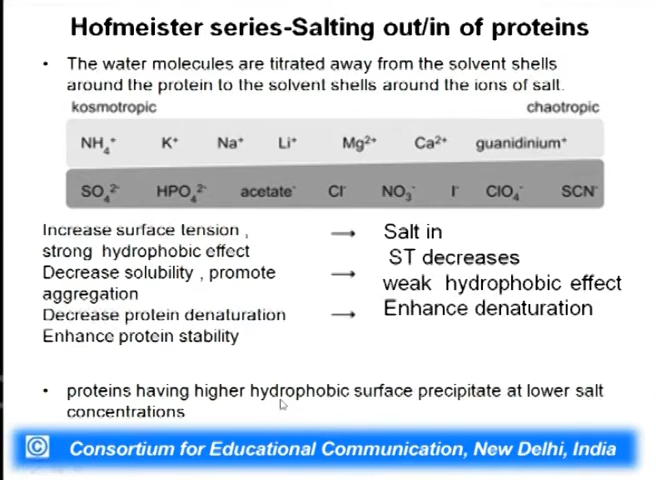 Hofmeister series-Salting out/in of proteins
• The water molecules are titrated away from the solvent shells
around the protein to the solvent shells around the ions of salt.
kosmotropic chaotropic
NH₄⁺ K⁺ Na⁺ Li⁺ Mg²⁺ Ca²⁺ guanidinium⁺
SO₄²⁻ HPO₄²⁻ acetate⁻ Cl⁻ NO₃⁻ I⁻ ClO₄⁻ SCN⁻
Increase surface tension , → Salt in
strong hydrophobic effect ST decreases
Decrease solubility , promote → weak hydrophobic effect
aggregation
Decrease protein denaturation → Enhance denaturation
Enhance protein stability
• proteins having higher hydrophobic surface precipitate at lower salt
concentrations
© Consortium for Educational Communication, New Delhi, India